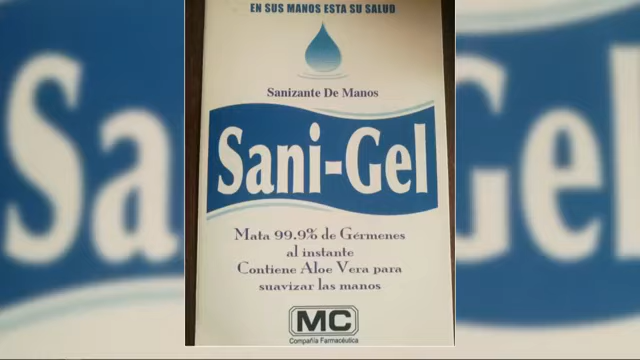 EN SUS MANOS ESTA SU SALUD
Sanizante De Manos
Sani-Gel
Mata 99.9% de Gérmenes
al instante
Contiene Aloe Vera para
suavizar las manos
MC
Compañía Farmacéutica